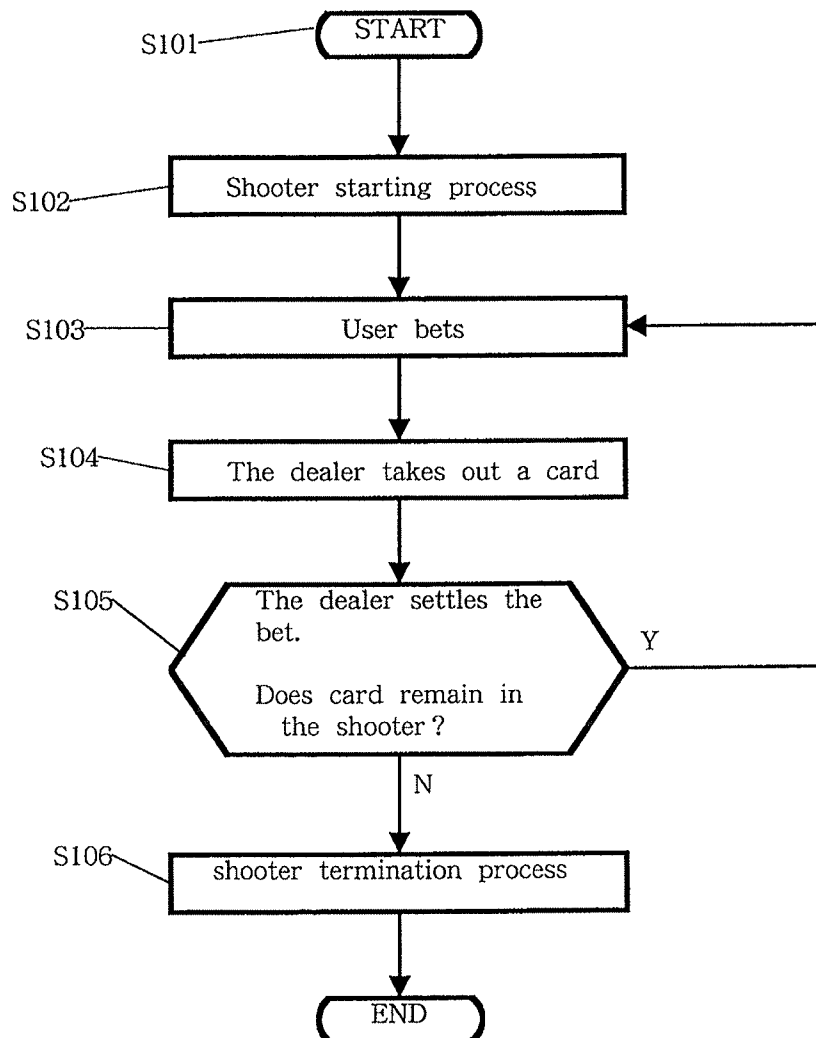 START
S101
Shooter starting process
S102
User bets
S103
S104
The dealer takes out a card
S105
The dealer settles the
bet.
Y
Does card remain in
the shooter?
N
S106
shooter termination process
END